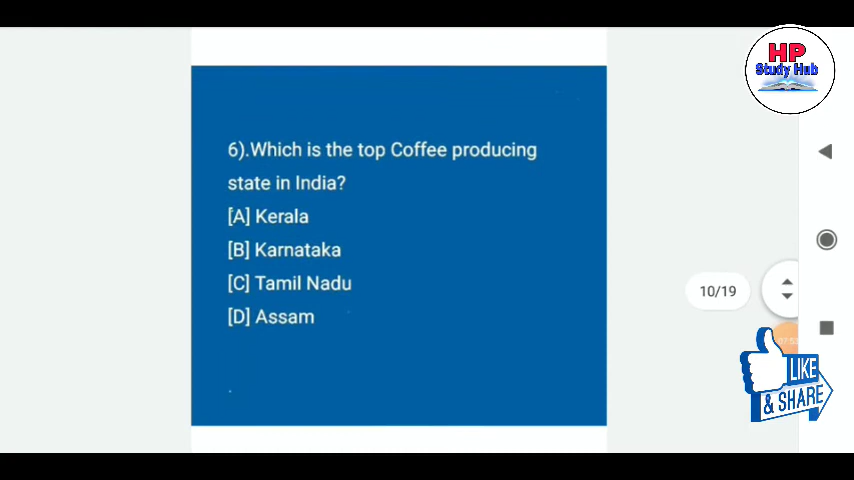 HP
Study Hub
6).Which is the top Coffee producing
state in India?
[A] Kerala
[B] Karnataka
[C] Tamil Nadu
[D] Assam
10/19
LIKE
& SHARE